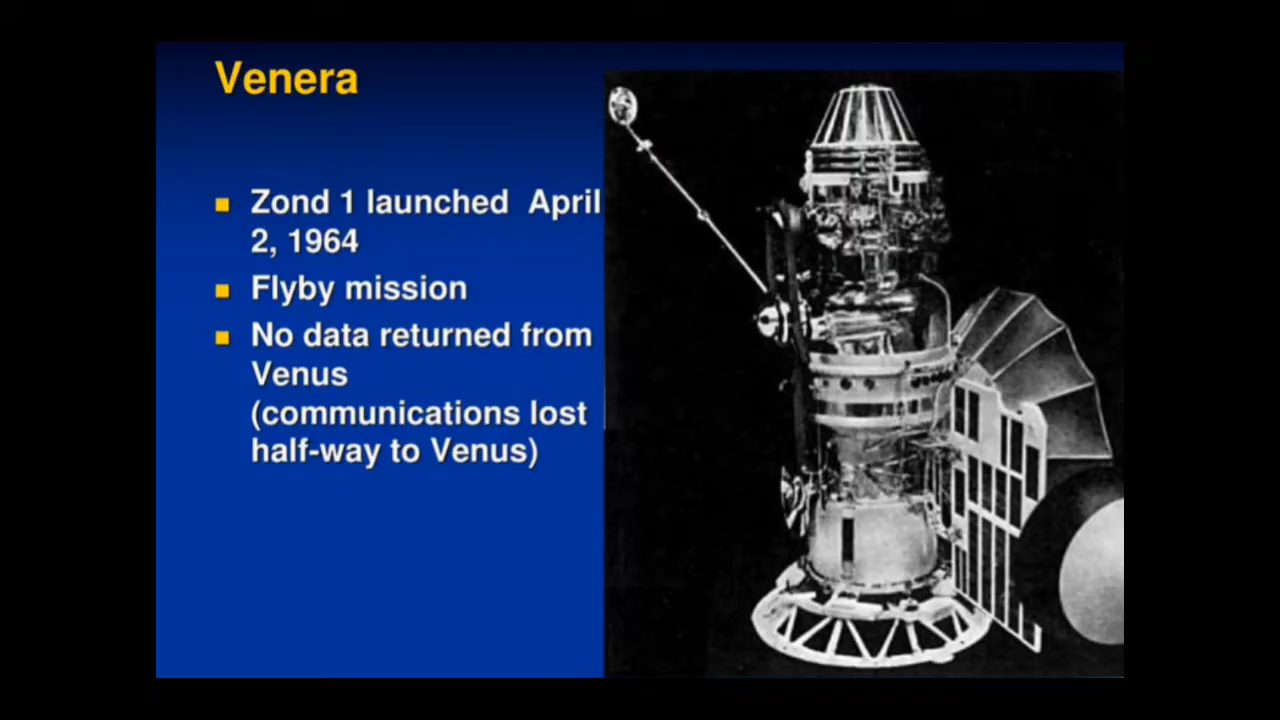 Venera
Zond 1 launched April
2, 1964
Flyby mission
No data returned from
Venus
(communications lost
half-way to Venus)